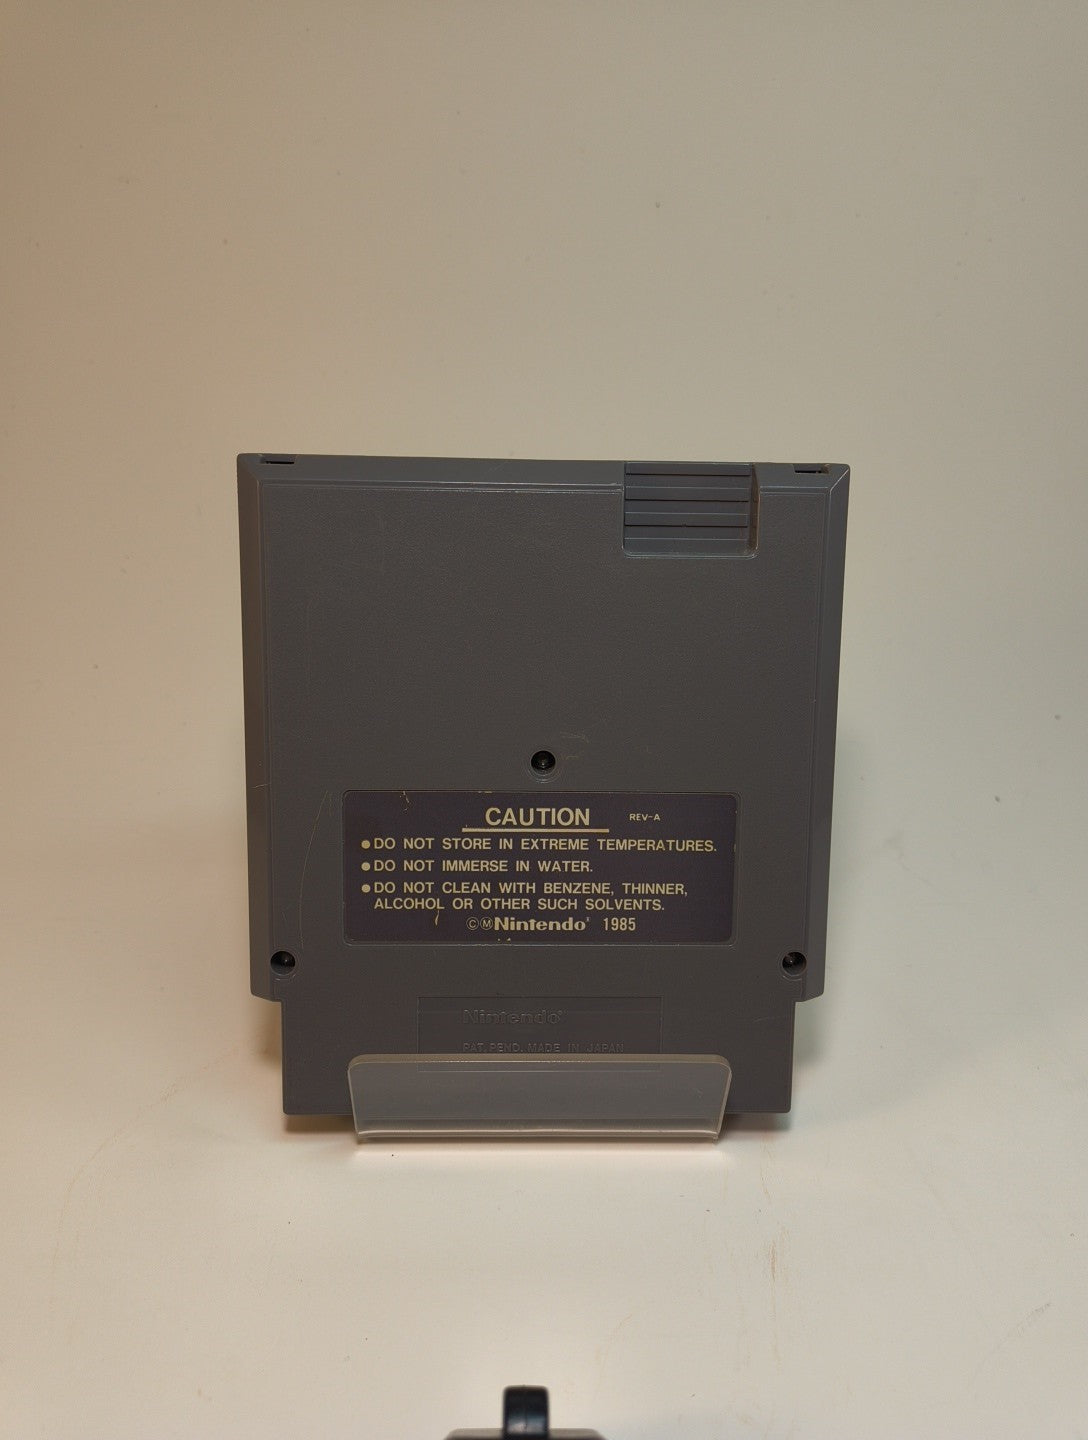 CAUTION REV-A
●DO NOT STORE IN EXTREME TEMPERATURES.
●DO NOT IMMERSE IN WATER.
●DO NOT CLEAN WITH BENZENE, THINNER,
ALCOHOL OR OTHER SUCH SOLVENTS.
©ⓂNintendo® 1985
Nintendo®
PAT. PEND. MADE IN JAPAN